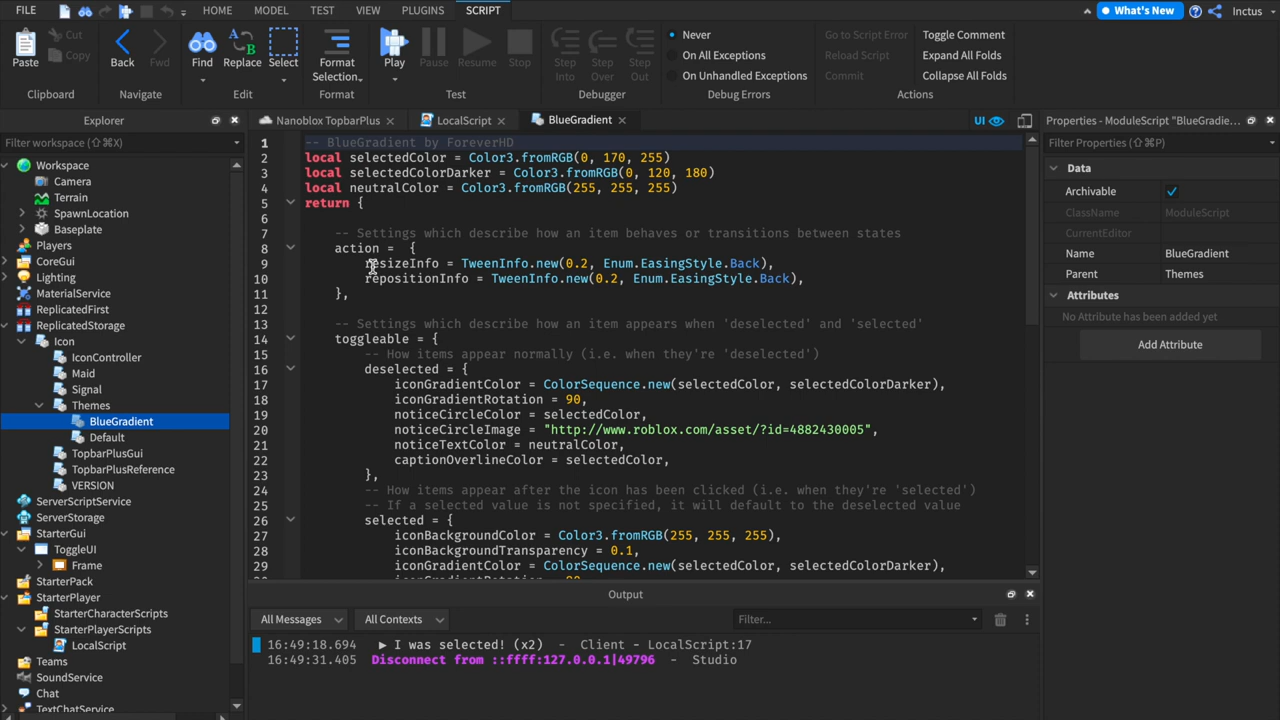 FILE HOME MODEL TEST VIEW PLUGINS SCRIPT What's New Inctus
Paste Cut Copy Back Fwd Find Replace Select Format Selection Play Pause Resume Stop Step Into Step Over Step Out
Never
On All Exceptions
On Unhandled Exceptions
Go to Script Error
Reload Script
Commit
Toggle Comment
Expand All Folds
Collapse All Folds
Clipboard Navigate Edit Format Test Debugger Debug Errors Actions
Explorer
Filter workspace (⇧⌘X)
Workspace
Camera
Terrain
SpawnLocation
Baseplate
Players
CoreGui
Lighting
MaterialService
ReplicatedFirst
ReplicatedStorage
Icon
IconController
Maid
Signal
Themes
BlueGradient
Default
TopbarPlusGui
TopbarPlusReference
VERSION
ServerScriptService
ServerStorage
StarterGui
ToggleUI
Frame
StarterPack
StarterPlayer
StarterCharacterScripts
StarterPlayerScripts
LocalScript
Teams
SoundService
Chat
TextChatService
Nanoblox TopbarPlus LocalScript BlueGradient UI
1 -- BlueGradient by ForeverHD
2 local selectedColor = Color3.fromRGB(0, 170, 255)
3 local selectedColorDarker = Color3.fromRGB(0, 120, 180)
4 local neutralColor = Color3.fromRGB(255, 255, 255)
5 return {
6
7 -- Settings which describe how an item behaves or transitions between states
8 action = {
9 resizeInfo = TweenInfo.new(0.2, Enum.EasingStyle.Back),
10 repositionInfo = TweenInfo.new(0.2, Enum.EasingStyle.Back),
11 },
12
13 -- Settings which describe how an item appears when 'deselected' and 'selected'
14 toggleable = {
15 -- How items appear normally (i.e. when they're 'deselected')
16 deselected = {
17 iconGradientColor = ColorSequence.new(selectedColor, selectedColorDarker),
18 iconGradientRotation = 90,
19 noticeCircleColor = selectedColor,
20 noticeCircleImage = "http://www.roblox.com/asset/?id=4882430005",
21 noticeTextColor = neutralColor,
22 captionOverlineColor = selectedColor,
23 },
24 -- How items appear after the icon has been clicked (i.e. when they're 'selected')
25 -- If a selected value is not specified, it will default to the deselected value
26 selected = {
27 iconBackgroundColor = Color3.fromRGB(255, 255, 255),
28 iconBackgroundTransparency = 0.1,
29 iconGradientColor = ColorSequence.new(selectedColor, selectedColorDarker),
Output
All Messages All Contexts Filter...
16:49:18.694 ▶ I was selected! (x2) - Client - LocalScript:17
16:49:31.405 Disconnect from ::ffff:127.0.0.1|49796 - Studio
Properties - ModuleScript "BlueGradie...
Filter Properties (⇧⌘P)
Data
Archivable
ClassName ModuleScript
CurrentEditor
Name BlueGradient
Parent Themes
Attributes
No Attribute has been added yet
Add Attribute